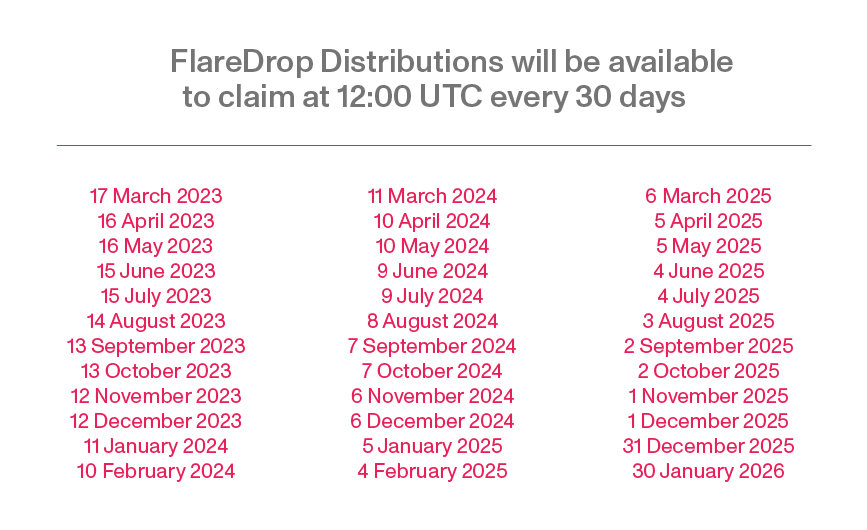 FlareDrop Distributions will be available
to claim at 12:00 UTC every 30 days
17 March 2023
16 April 2023
16 May 2023
15 June 2023
15 July 2023
14 August 2023
13 September 2023
13 October 2023
12 November 2023
12 December 2023
11 January 2024
10 February 2024
11 March 2024
10 April 2024
10 May 2024
9 June 2024
9 July 2024
8 August 2024
7 September 2024
7 October 2024
6 November 2024
6 December 2024
5 January 2025
4 February 2025
6 March 2025
5 April 2025
5 May 2025
4 June 2025
4 July 2025
3 August 2025
2 September 2025
2 October 2025
1 November 2025
1 December 2025
31 December 2025
30 January 2026